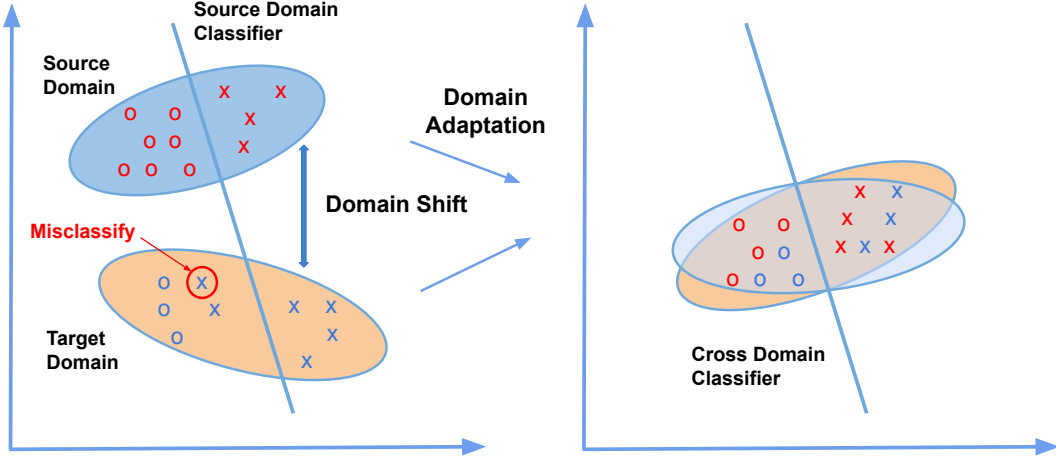 Source Domain
Classifier
Source
Domain
Domain
Adaptation
Domain Shift
Misclassify
Target
Domain
Cross Domain
Classifier
x x
o o x
o o x
o o o
o x
o x x x
o x
x
x x
o o x x
o o x x x
o o o